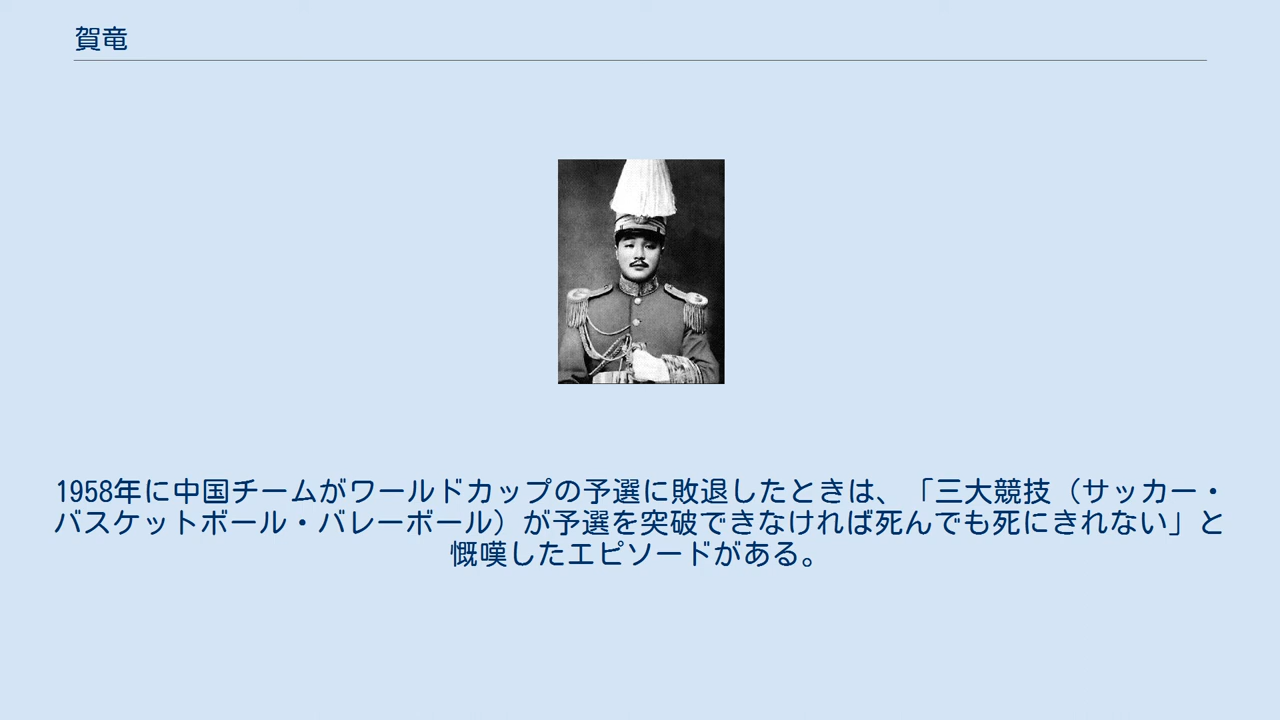 賀竜
1958年に中国チームがワールドカップの予選に敗退したときは、「三大競技（サッカー・
バスケットボール・バレーボール）が予選を突破できなければ死んでも死にきれない」と
慨嘆したエピソードがある。